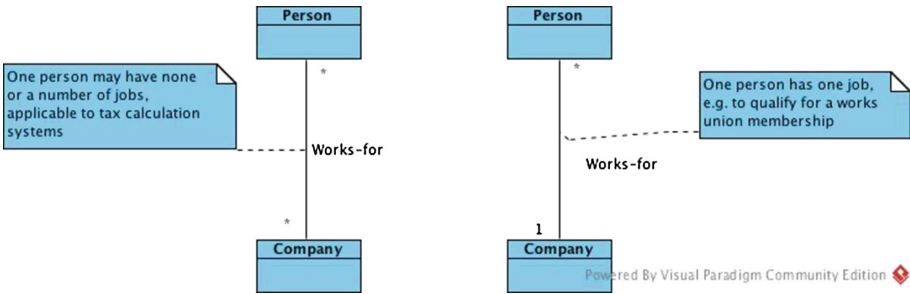 Person
*
One person may have none
or a number of jobs,
applicable to tax calculation
systems
Works-for
*
Company
Person
*
One person has one job,
e.g. to qualify for a works
union membership
Works-for
1
Company
Powered By Visual Paradigm Community Edition